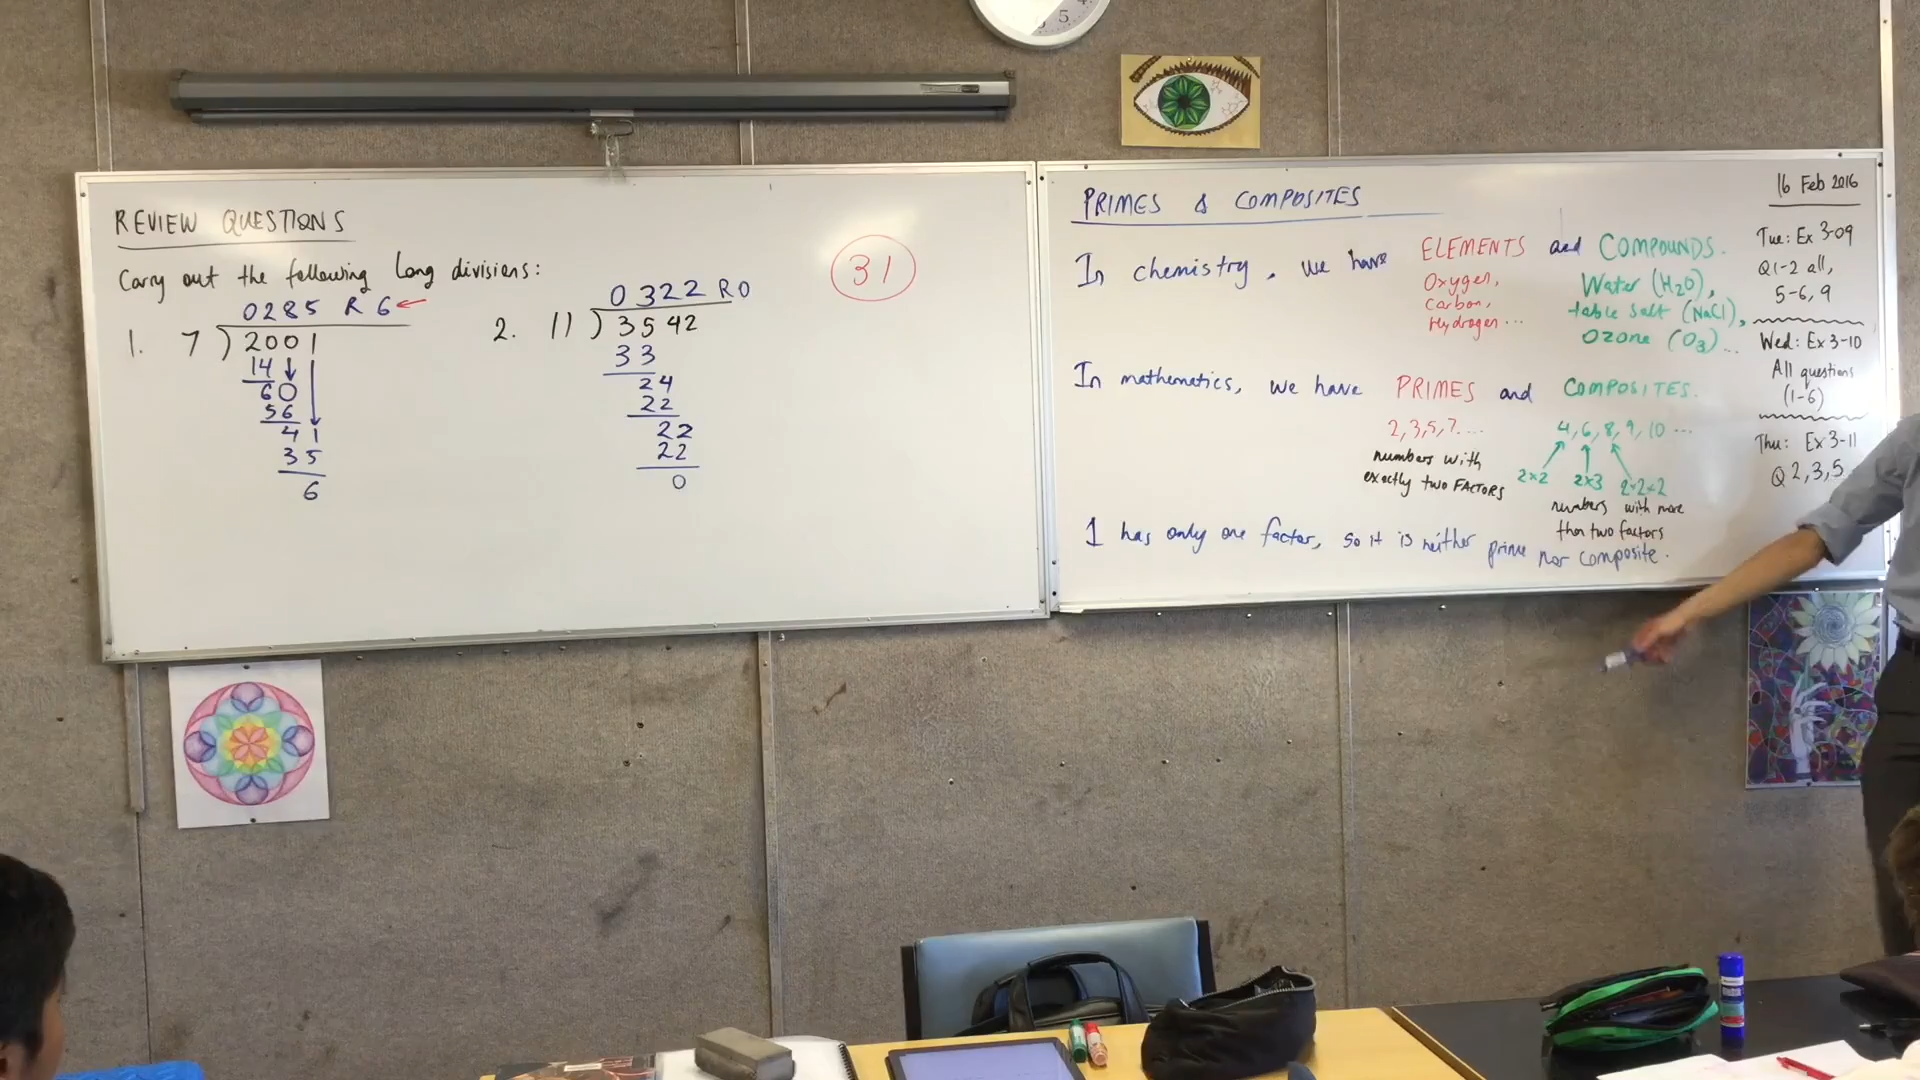 REVIEW QUESTIONS
Carry out the following long divisions:
0285 R 6 ←
1. 7 ) 2001
14
60
56
41
35
6
0322 R0
2. 11 ) 3542
33
24
22
22
22
0
31
PRIMES & COMPOSITES
In chemistry, we have ELEMENTS and COMPOUNDS.
Oxygen,
Carbon,
Hydrogen...
Water (H₂O),
table salt (NaCl),
Ozone (O₃)...
In mathematics, we have PRIMES and COMPOSITES.
2,3,5,7....
numbers with
exactly two FACTORS
4,6,8,9,10...
2×2 2×3 2×2×2
numbers with more
than two factors
1 has only one factor, so it is neither prime nor composite.
16 Feb 2016
Tue: Ex 3-09
Q1-2 all,
5-6, 9
Wed: Ex 3-10
All questions
(1-6)
Thu: Ex 3-11
Q 2,3,5